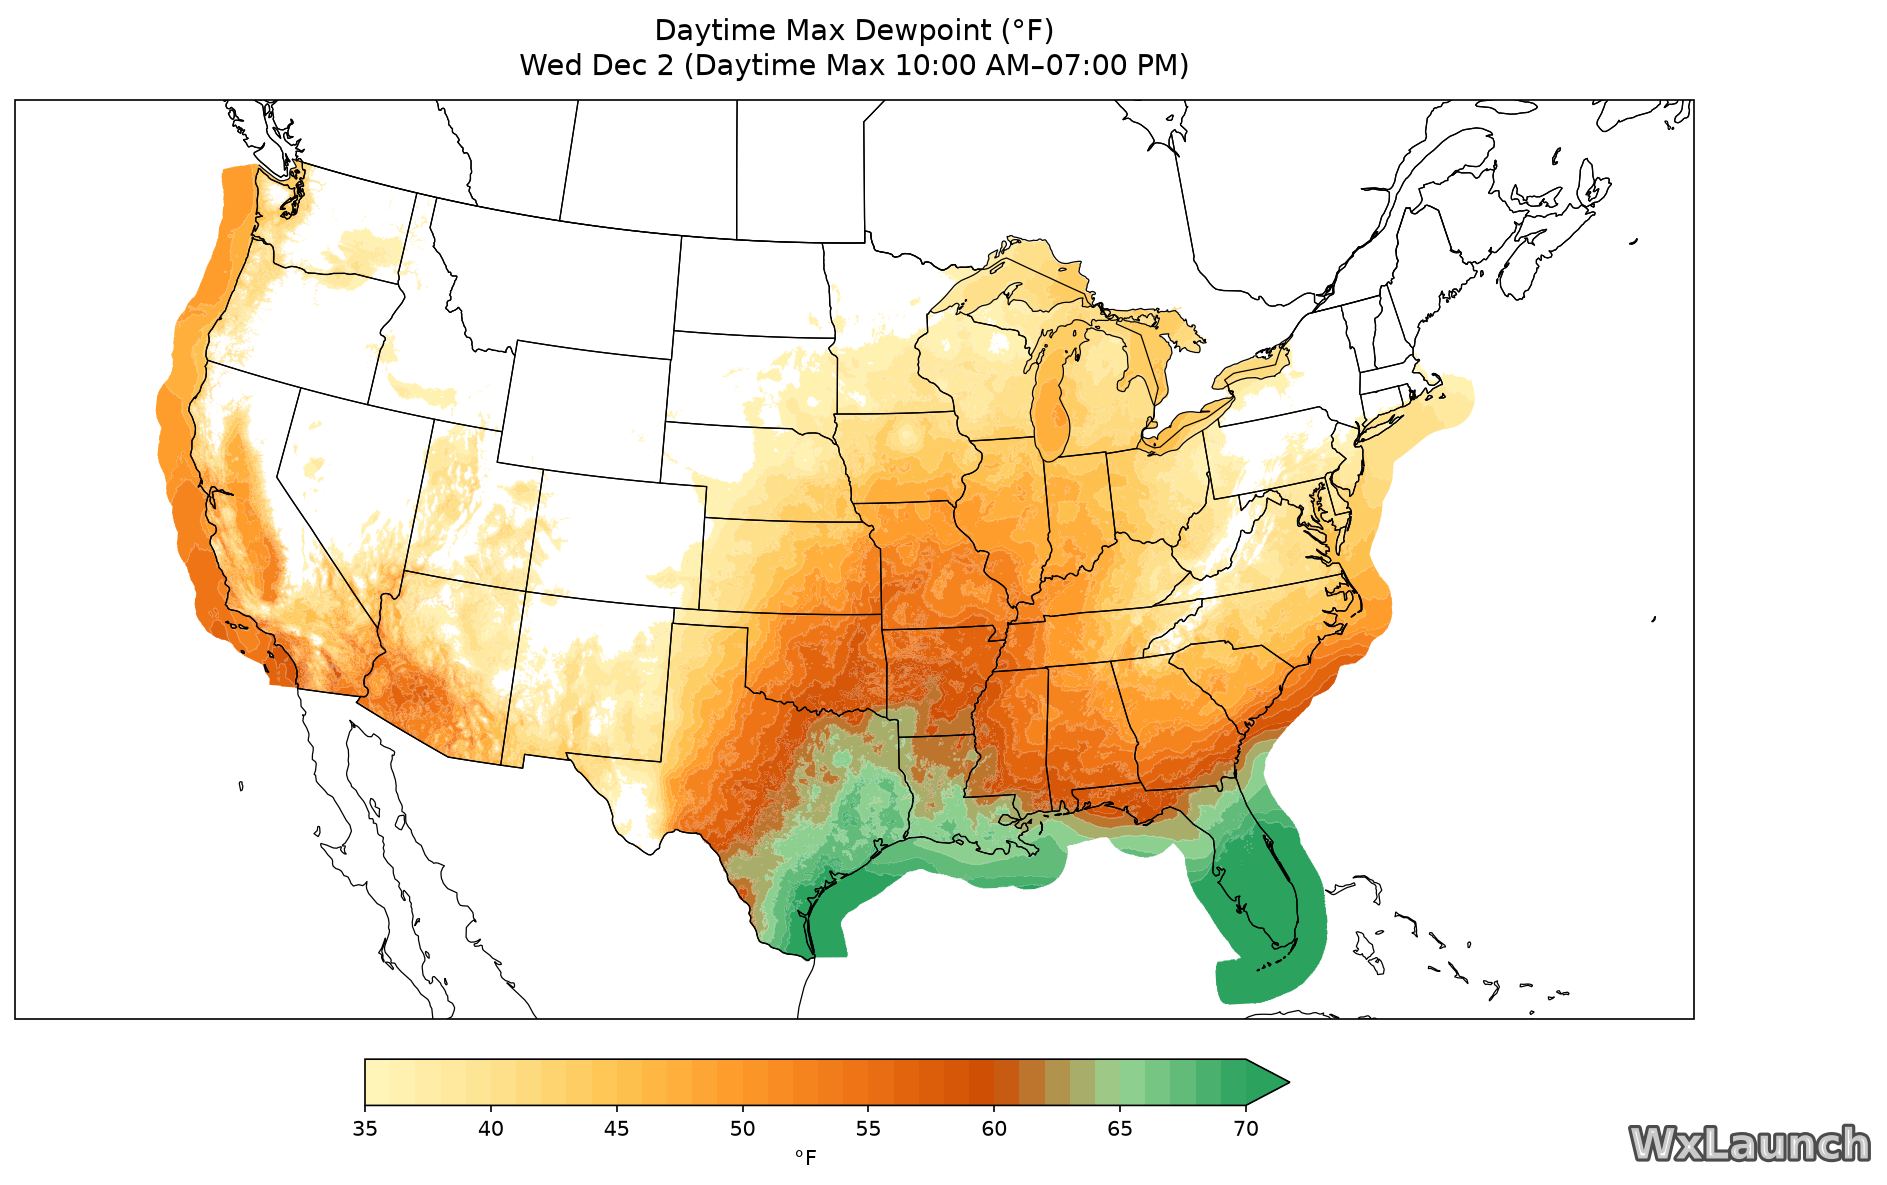 Daytime Max Dewpoint (°F)
Wed Dec 2 (Daytime Max 10:00 AM–07:00 PM)
35 40 45 50 55 60 65 70
°F
WxLaunch